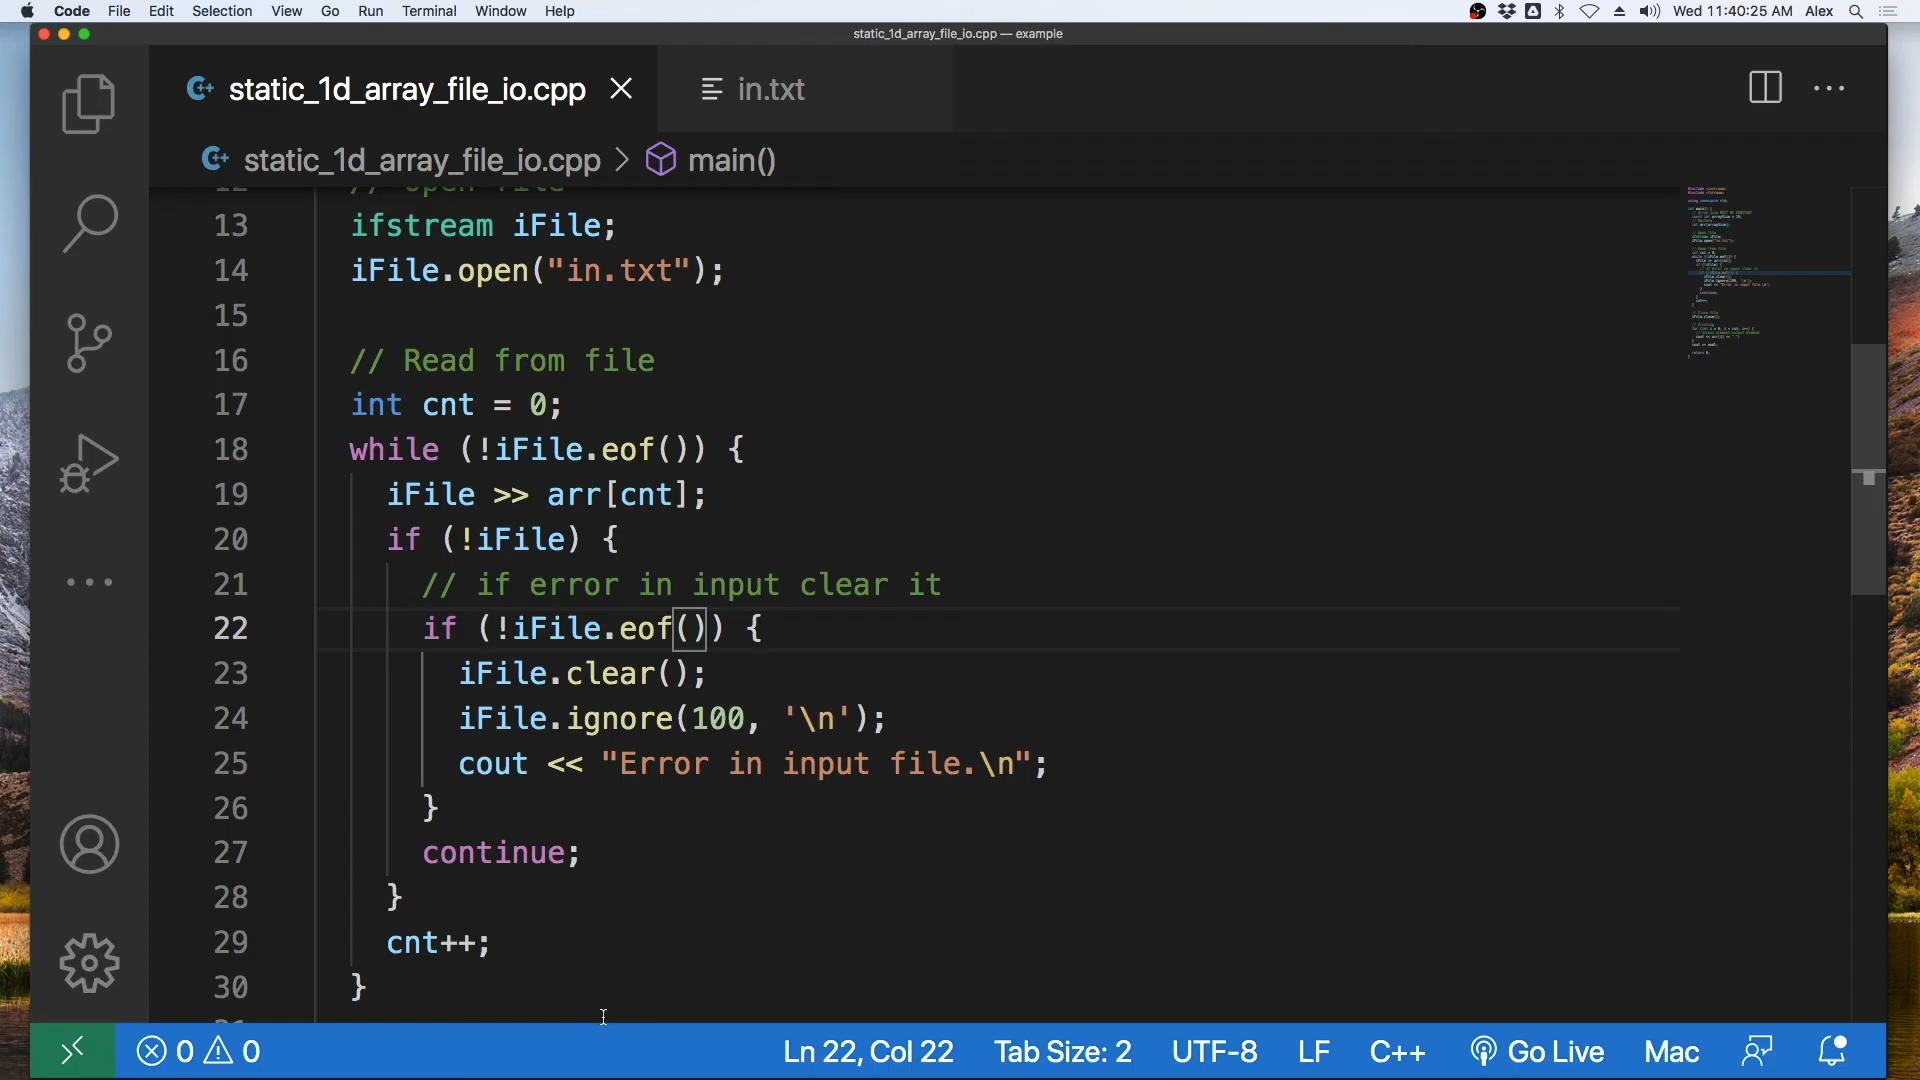 Code File Edit Selection View Go Run Terminal Window Help Wed 11:40:25 AM Alex
static_1d_array_file_io.cpp — example
static_1d_array_file_io.cpp in.txt
static_1d_array_file_io.cpp > main()
12 // Open file
13 ifstream iFile;
14 iFile.open("in.txt");
15
16 // Read from file
17 int cnt = 0;
18 while (!iFile.eof()) {
19 iFile >> arr[cnt];
20 if (!iFile) {
21 // if error in input clear it
22 if (!iFile.eof()) {
23 iFile.clear();
24 iFile.ignore(100, '\n');
25 cout << "Error in input file.\n";
26 }
27 continue;
28 }
29 cnt++;
30 }
0 0 Ln 22, Col 22 Tab Size: 2 UTF-8 LF C++ Go Live Mac